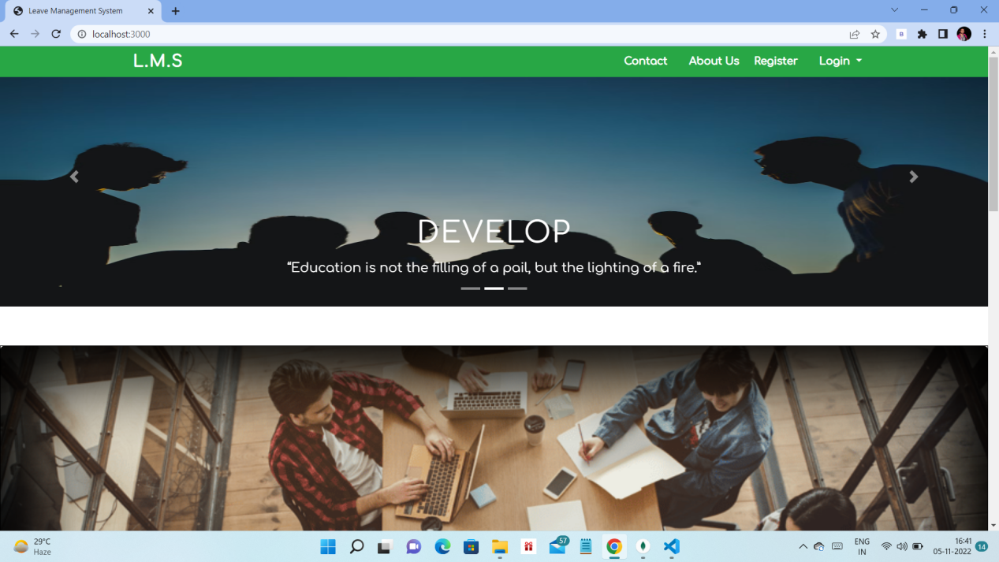 Leave Management System
localhost:3000
B
L.M.S
Contact About Us Register Login
DEVELOP
“Education is not the filling of a pail, but the lighting of a fire.”
29°C
Haze
57
ENG
IN
16:41
05-11-2022
14